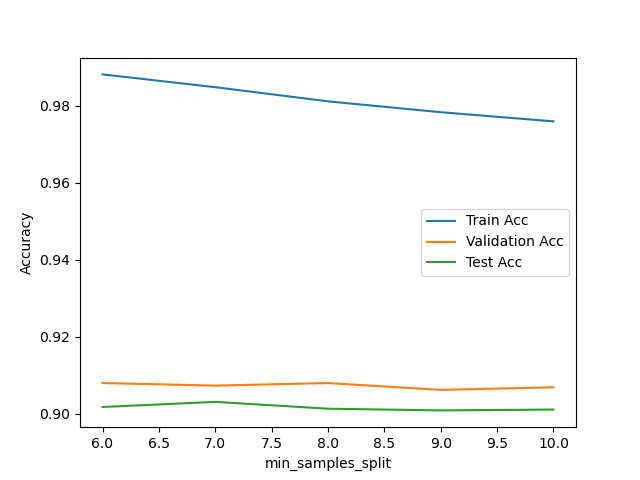 0.98
0.96
0.94
0.92
0.90
Accuracy
Train Acc
Validation Acc
Test Acc
6.0 6.5 7.0 7.5 8.0 8.5 9.0 9.5 10.0
min_samples_split